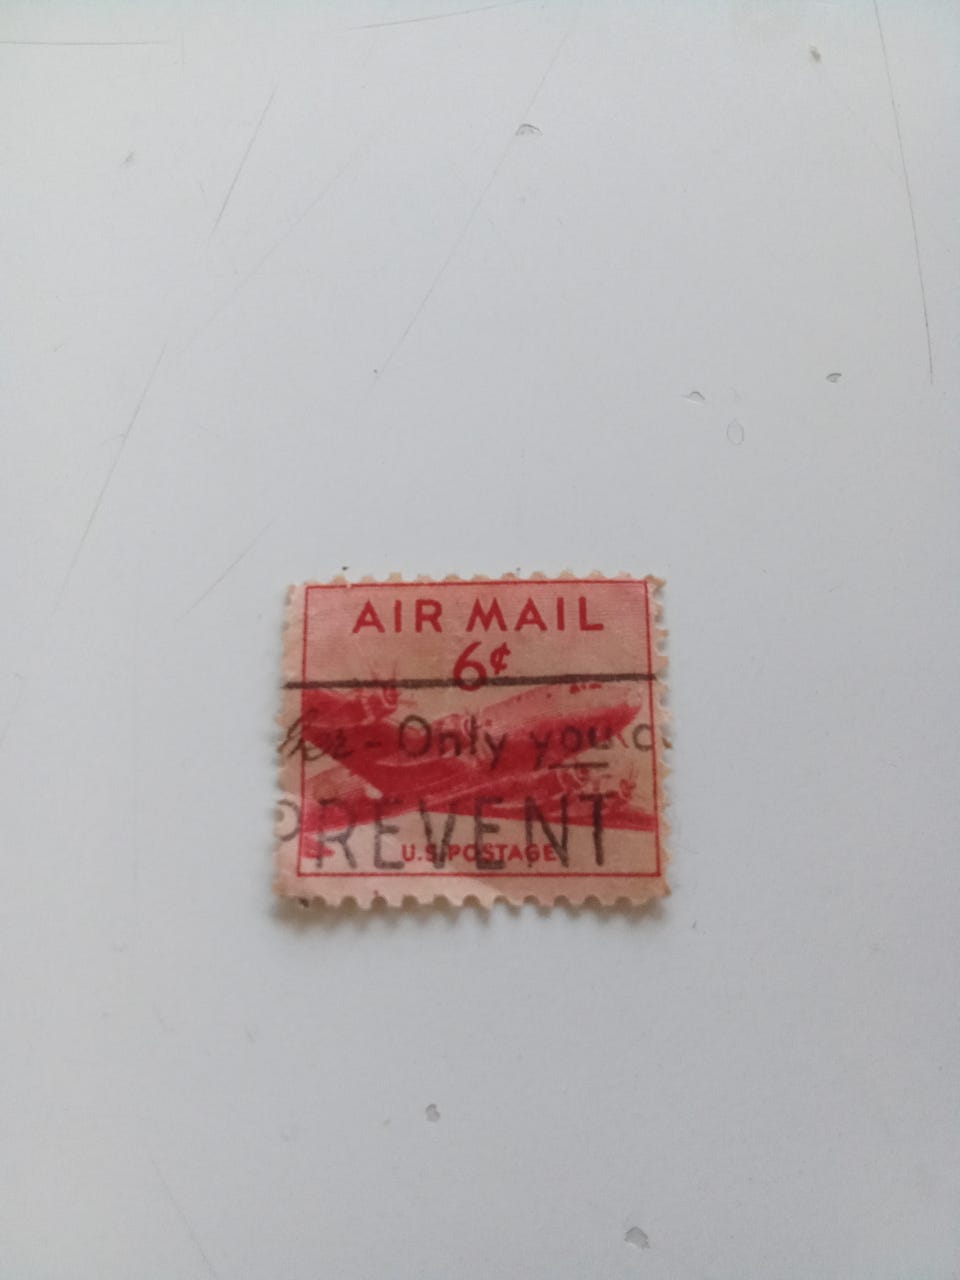 AIR MAIL
6¢
- Only you c
PREVENT
U.S. POSTAGE